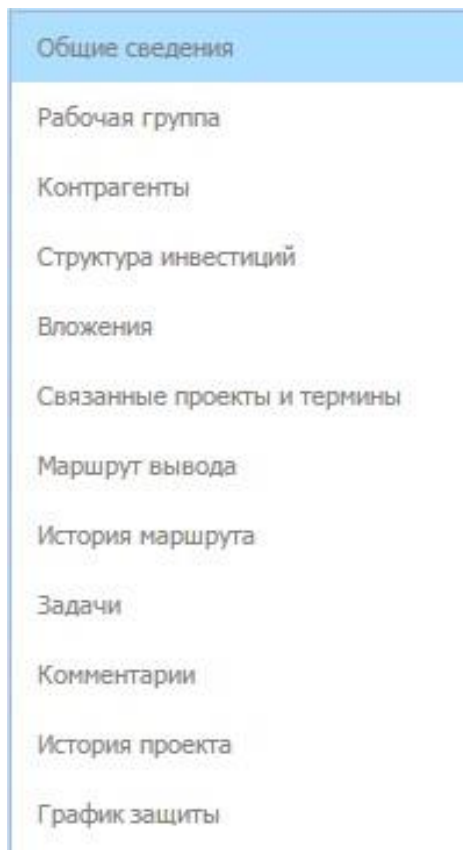 Общие сведения
Рабочая группа
Контрагенты
Структура инвестиций
Вложения
Связанные проекты и термины
Маршрут вывода
История маршрута
Задачи
Комментарии
История проекта
График защиты